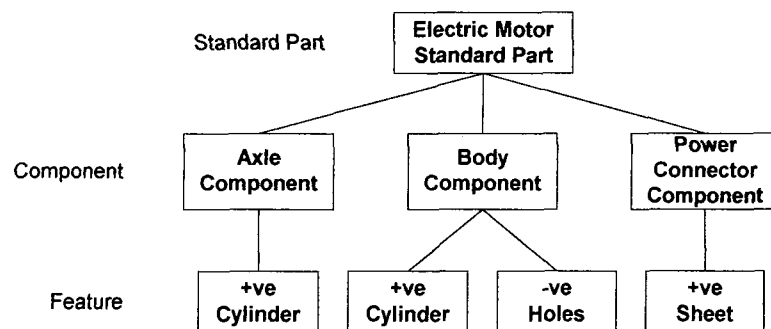 Standard Part
Electric Motor
Standard Part
Component
Axle
Component
Body
Component
Power
Connector
Component
Feature
+ve
Cylinder
+ve
Cylinder
-ve
Holes
+ve
Sheet